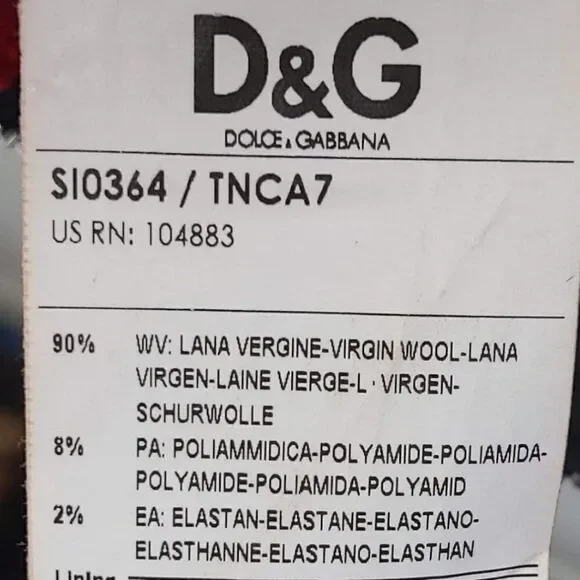 D&G
DOLCE & GABBANA
SI0364 / TNCA7
US RN: 104883
90% WV: LANA VERGINE-VIRGIN WOOL-LANA
VIRGEN-LAINE VIERGE-L·VIRGEN-
SCHURWOLLE
8% PA: POLIAMMIDICA-POLYAMIDE-POLIAMIDA-
POLYAMIDE-POLIAMIDA-POLYAMID
2% EA: ELASTAN-ELASTANE-ELASTANO-
ELASTHANNE-ELASTANO-ELASTHAN
Lining